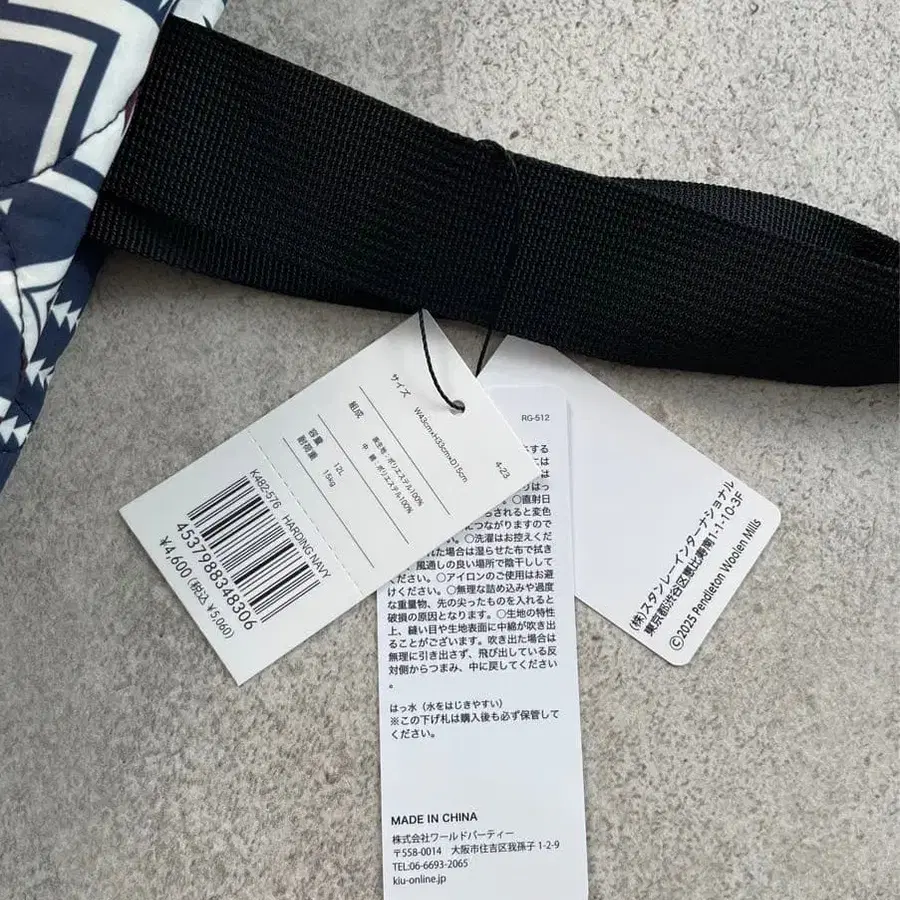 サイズ
W43cm×H33cm×D15cm
組成
表生地：ポリエステル100%
中　綿：ポリエステル100%
容量
12L
耐荷重
15kg
4-23
K482-576 HARDING NAVY
4537988348306
¥4,600 (税込 ¥5,060)
RG-512
する
には
はっ
。○直射日
られると変色
につながりますので
い。○洗濯はお控えくだ
れた場合は湿らせた布で拭き
、風通しの良い場所で陰干しして
ください。○アイロンのご使用はお避
けください。○無理な詰め込みや過度
な重量物、先の尖ったものを入れると
破損の原因となります。○生地の特性
上、縫い目や生地表面に中綿が吹き出
ることがございます。吹き出た場合は
無理に引き出さず、飛び出している反
対側からつまみ、中に戻してください
。
はっ水（水をはじきやすい）
※この下げ札は購入後も必ず保管して
ください。
MADE IN CHINA
株式会社ワールドパーティー
〒558-0014　大阪市住吉区我孫子 1-2-9
TEL:06-6693-2065
kiu-online.jp
(株)スタンレーインターナショナル
東京都渋谷区恵比寿南1-1-10-3F
©2025 Pendleton Woolen Mills